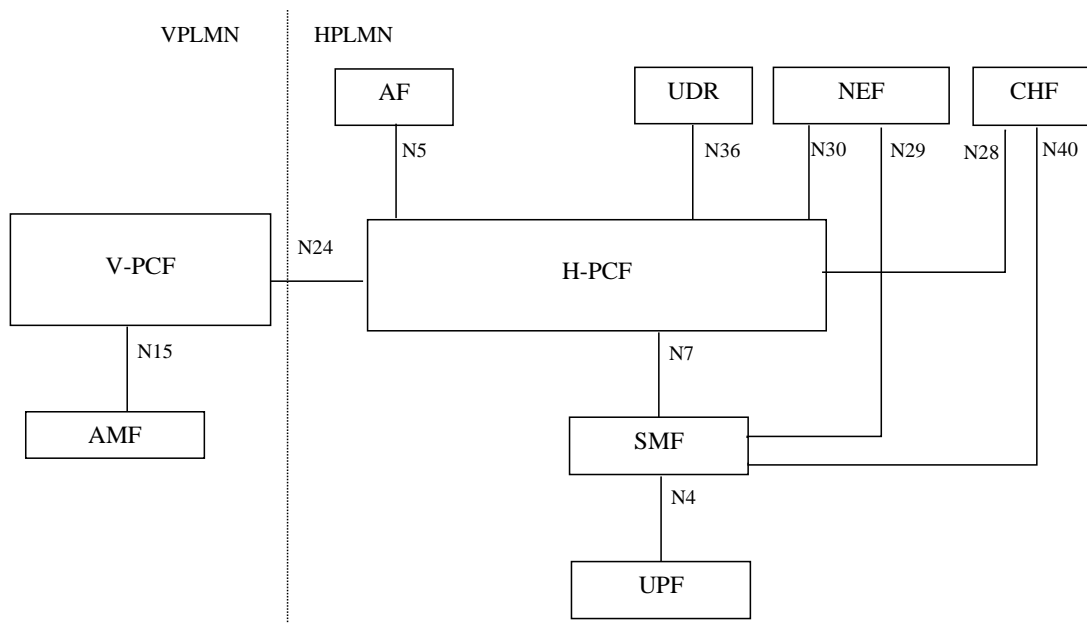 VPLMN
HPLMN
AF
UDR
NEF
CHF
N5
N36
N30
N29
N28
N40
V-PCF
N24
H-PCF
N15
N7
AMF
SMF
N4
UPF